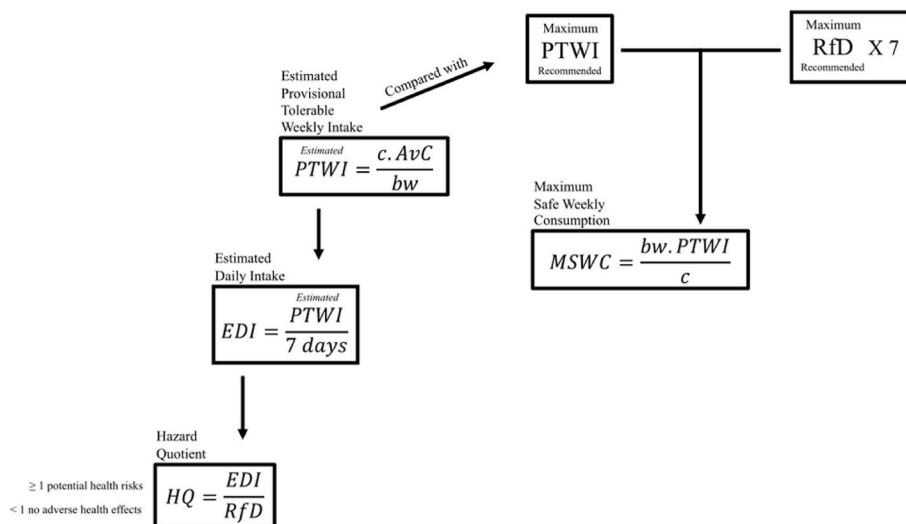 Maximum
PTWI
Recommended
Maximum
RfD X 7
Recommended
Compared with
Estimated
Provisional
Tolerable
Weekly Intake
Estimated
PTWI = c. AvC / bw
Maximum
Safe Weekly
Consumption
MSWC = bw. PTWI / c
Estimated
Daily Intake
Estimated
EDI = PTWI / 7 days
Hazard
Quotient
≥ 1 potential health risks
< 1 no adverse health effects
HQ = EDI / RfD